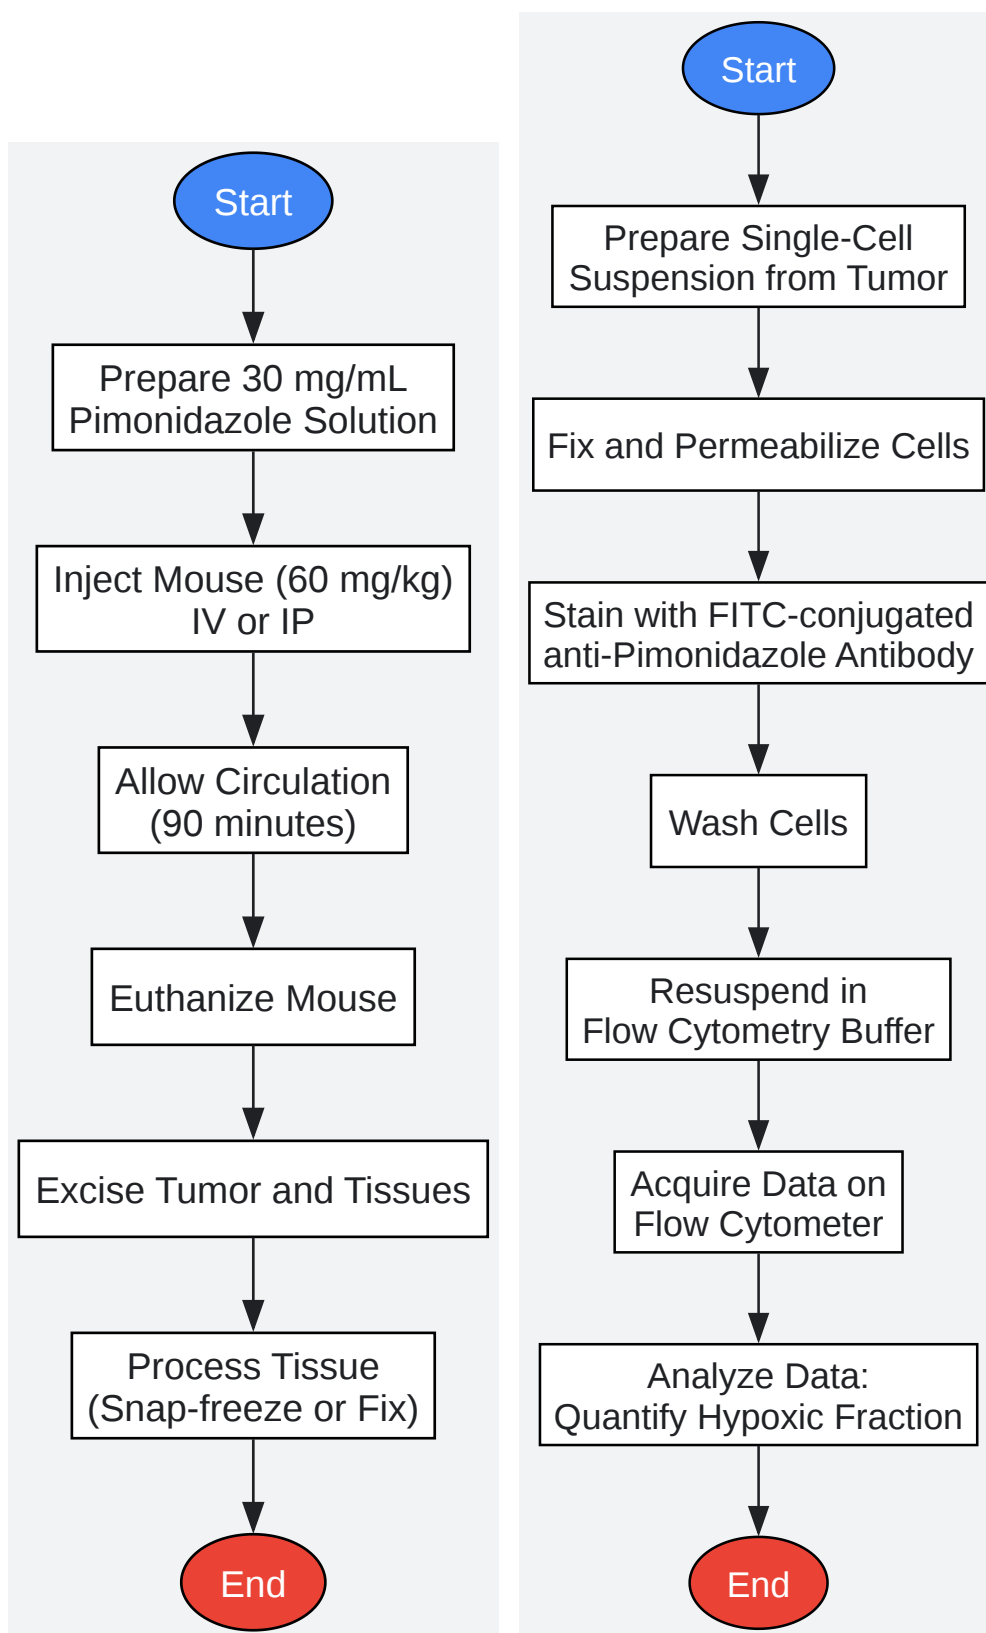 Start
Prepare 30 mg/mL
Pimonidazole Solution
Inject Mouse (60 mg/kg)
IV or IP
Allow Circulation
(90 minutes)
Euthanize Mouse
Excise Tumor and Tissues
Process Tissue
(Snap-freeze or Fix)
End
Start
Prepare Single-Cell
Suspension from Tumor
Fix and Permeabilize Cells
Stain with FITC-conjugated
anti-Pimonidazole Antibody
Wash Cells
Resuspend in
Flow Cytometry Buffer
Acquire Data on
Flow Cytometer
Analyze Data:
Quantify Hypoxic Fraction
End